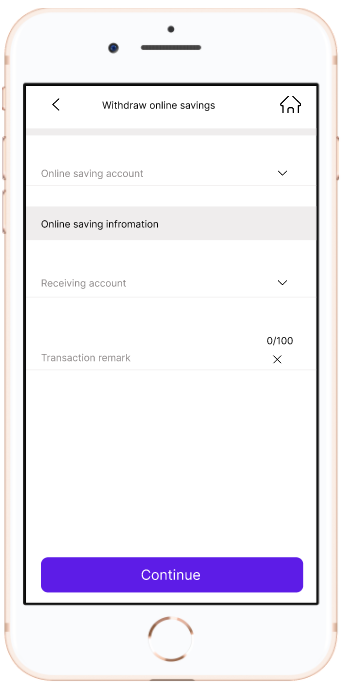 Withdraw online savings
Online saving account
Online saving infromation
Receiving account
0/100
Transaction remark
Continue